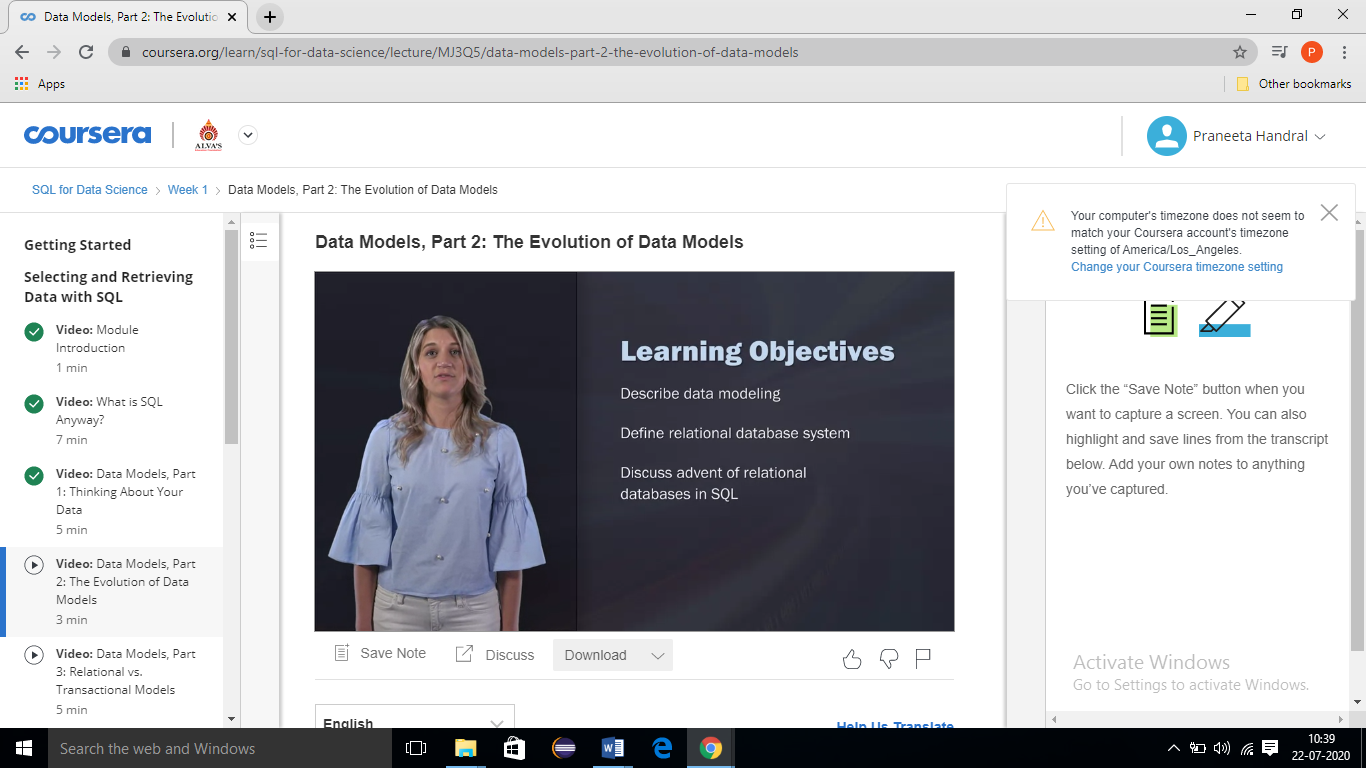 Data Models, Part 2: The Evolutio
coursera.org/learn/sql-for-data-science/lecture/MJ3Q5/data-models-part-2-the-evolution-of-data-models
P
Apps
Other bookmarks
coursera
ALVA'S
Praneeta Handral
SQL for Data Science
Week 1
Data Models, Part 2: The Evolution of Data Models
Your computer's timezone does not seem to
match your Coursera account's timezone
setting of America/Los_Angeles.
Change your Coursera timezone setting
Getting Started
Selecting and Retrieving
Data with SQL
Video: Module
Introduction
1 min
Video: What is SQL
Anyway?
7 min
Video: Data Models, Part
1: Thinking About Your
Data
5 min
Video: Data Models, Part
2: The Evolution of Data
Models
3 min
Video: Data Models, Part
3: Relational vs.
Transactional Models
5 min
Data Models, Part 2: The Evolution of Data Models
Learning Objectives
Describe data modeling
Define relational database system
Discuss advent of relational
databases in SQL
Save Note
Discuss
Download
English
Help Us Translate
Click the “Save Note” button when you
want to capture a screen. You can also
highlight and save lines from the transcript
below. Add your own notes to anything
you’ve captured.
Activate Windows
Go to Settings to activate Windows.
Search the web and Windows
10:39
22-07-2020